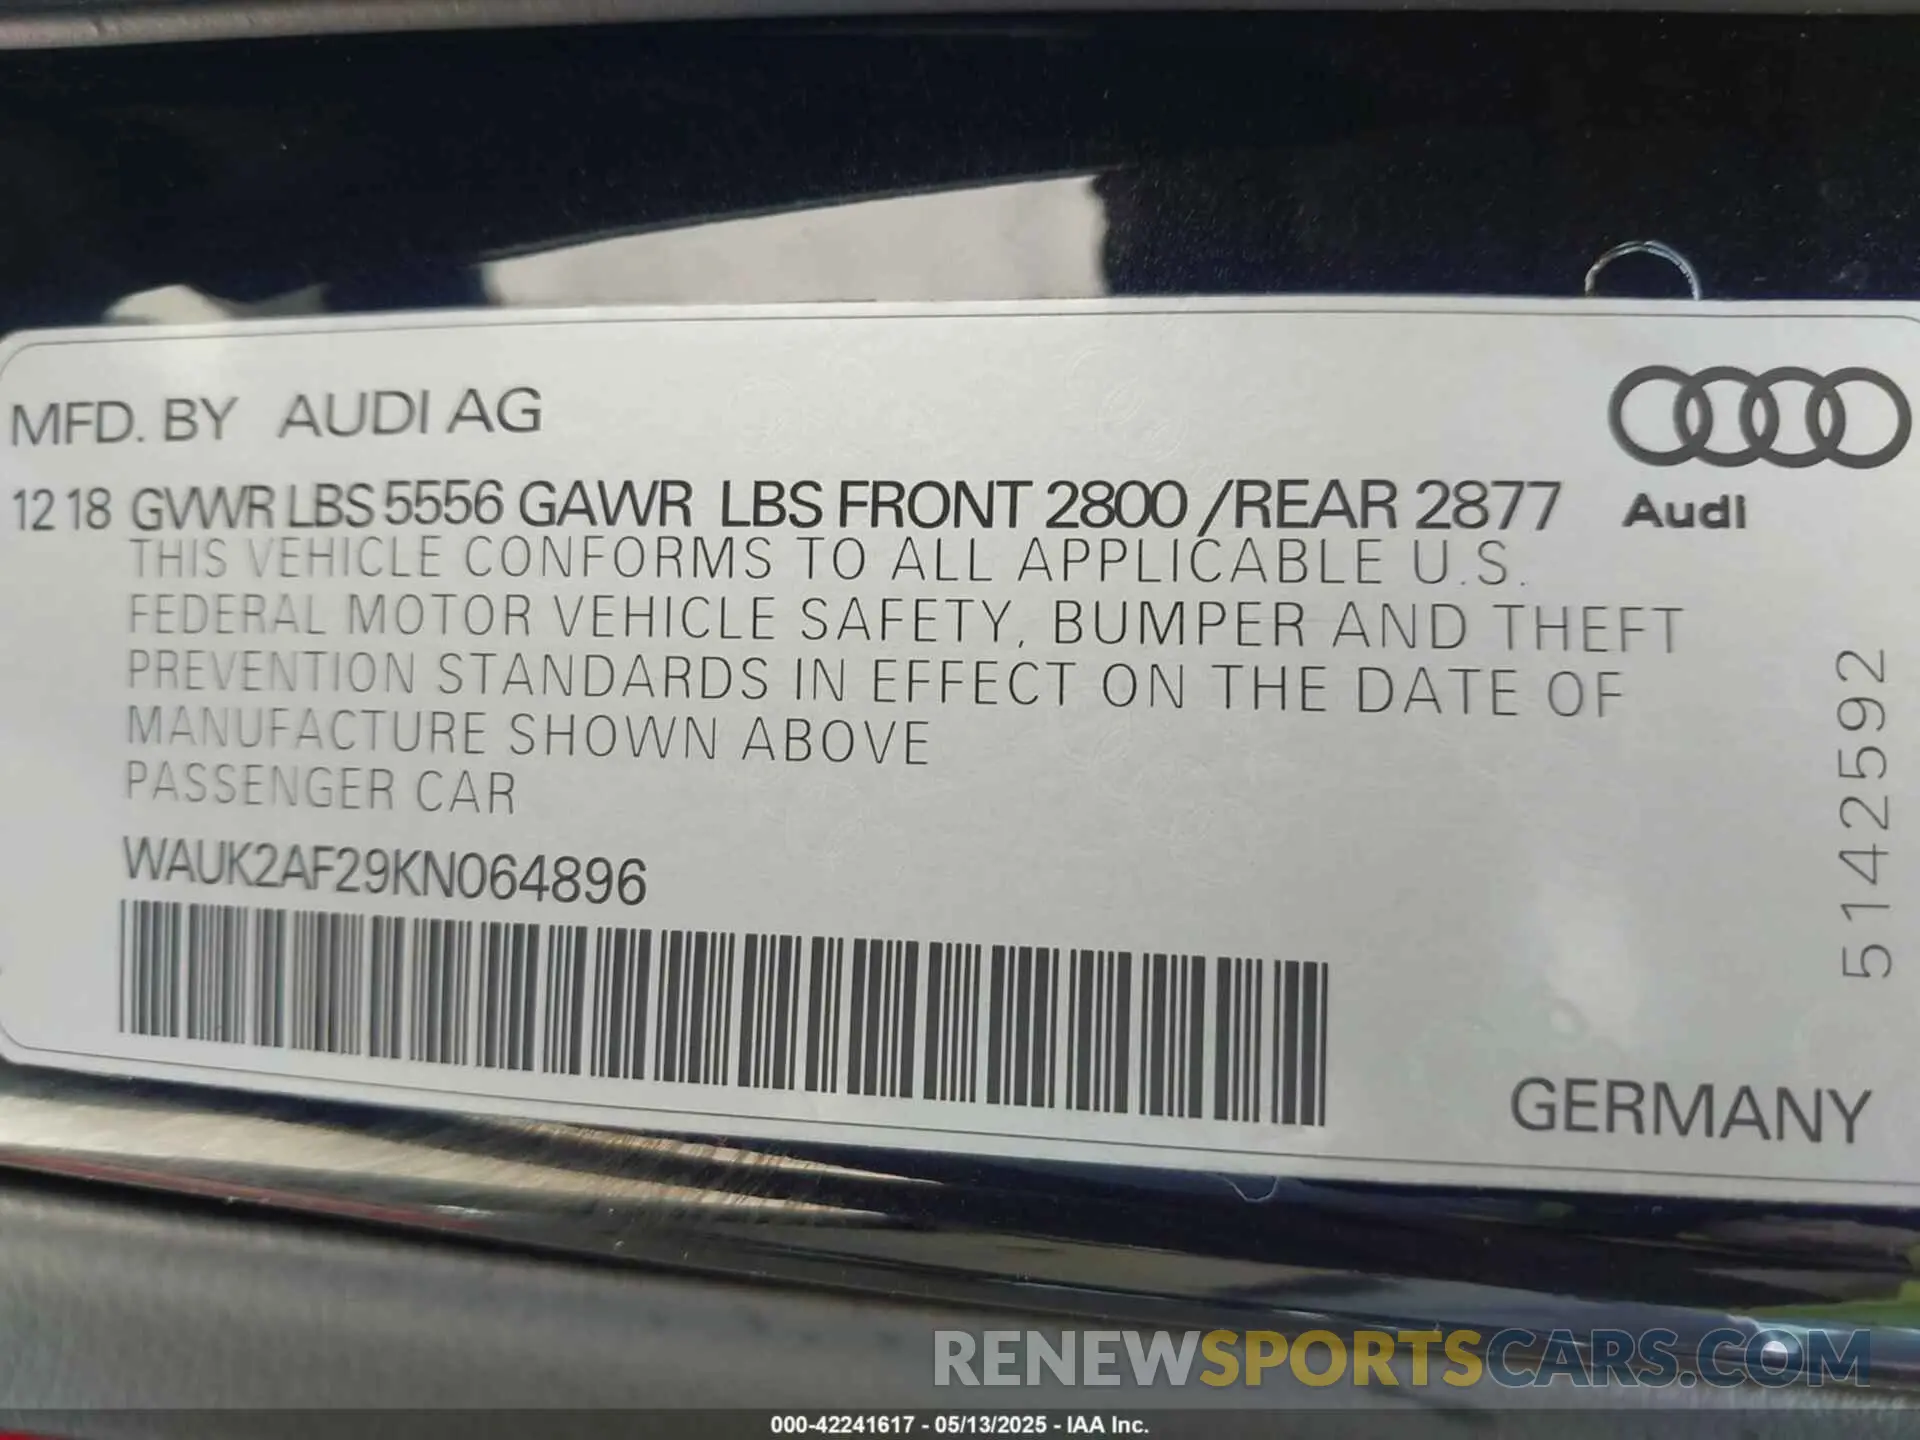 MFD. BY AUDI AG
12 18 GVWR LBS 5556 GAWR LBS FRONT 2800 /REAR 2877
Audi
THIS VEHICLE CONFORMS TO ALL APPLICABLE U.S.
FEDERAL MOTOR VEHICLE SAFETY, BUMPER AND THEFT
PREVENTION STANDARDS IN EFFECT ON THE DATE OF
MANUFACTURE SHOWN ABOVE
PASSENGER CAR
WAUK2AF29KN064896
5142592
GERMANY
RENEWSPORTSCARS.COM
000-42241617 - 05/13/2025 - IAA Inc.